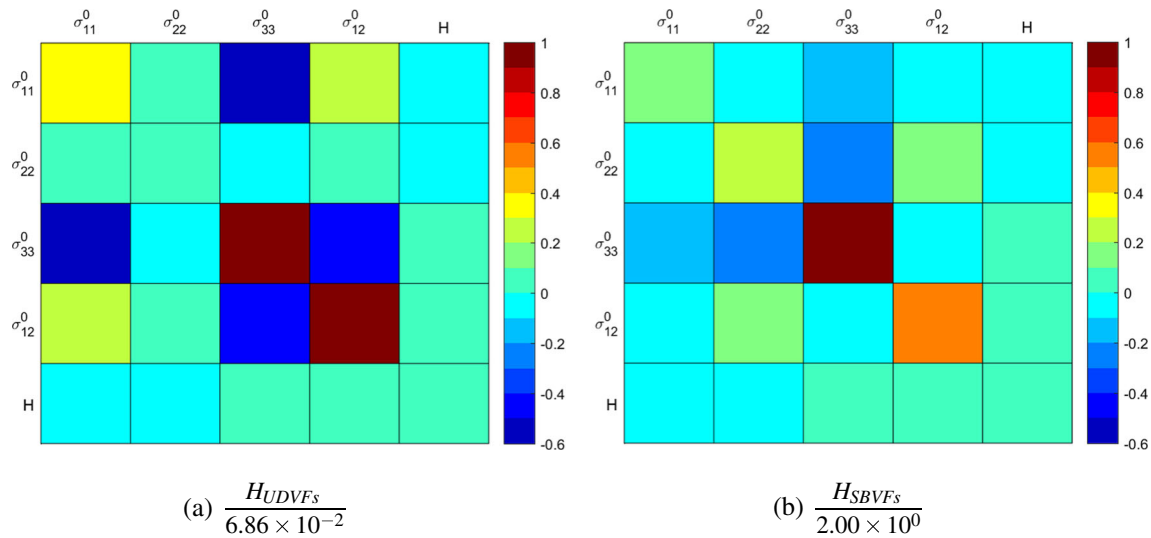 σ⁰₁₁ σ⁰₂₂ σ⁰₃₃ σ⁰₁₂ H
σ⁰₁₁
σ⁰₂₂
σ⁰₃₃
σ⁰₁₂
H
1
0.8
0.6
0.4
0.2
0
-0.2
-0.4
-0.6
(a) H_UDVFs / 6.86 × 10⁻²
σ⁰₁₁ σ⁰₂₂ σ⁰₃₃ σ⁰₁₂ H
σ⁰₁₁
σ⁰₂₂
σ⁰₃₃
σ⁰₁₂
H
1
0.8
0.6
0.4
0.2
0
-0.2
-0.4
-0.6
(b) H_SBVFs / 2.00 × 10⁰